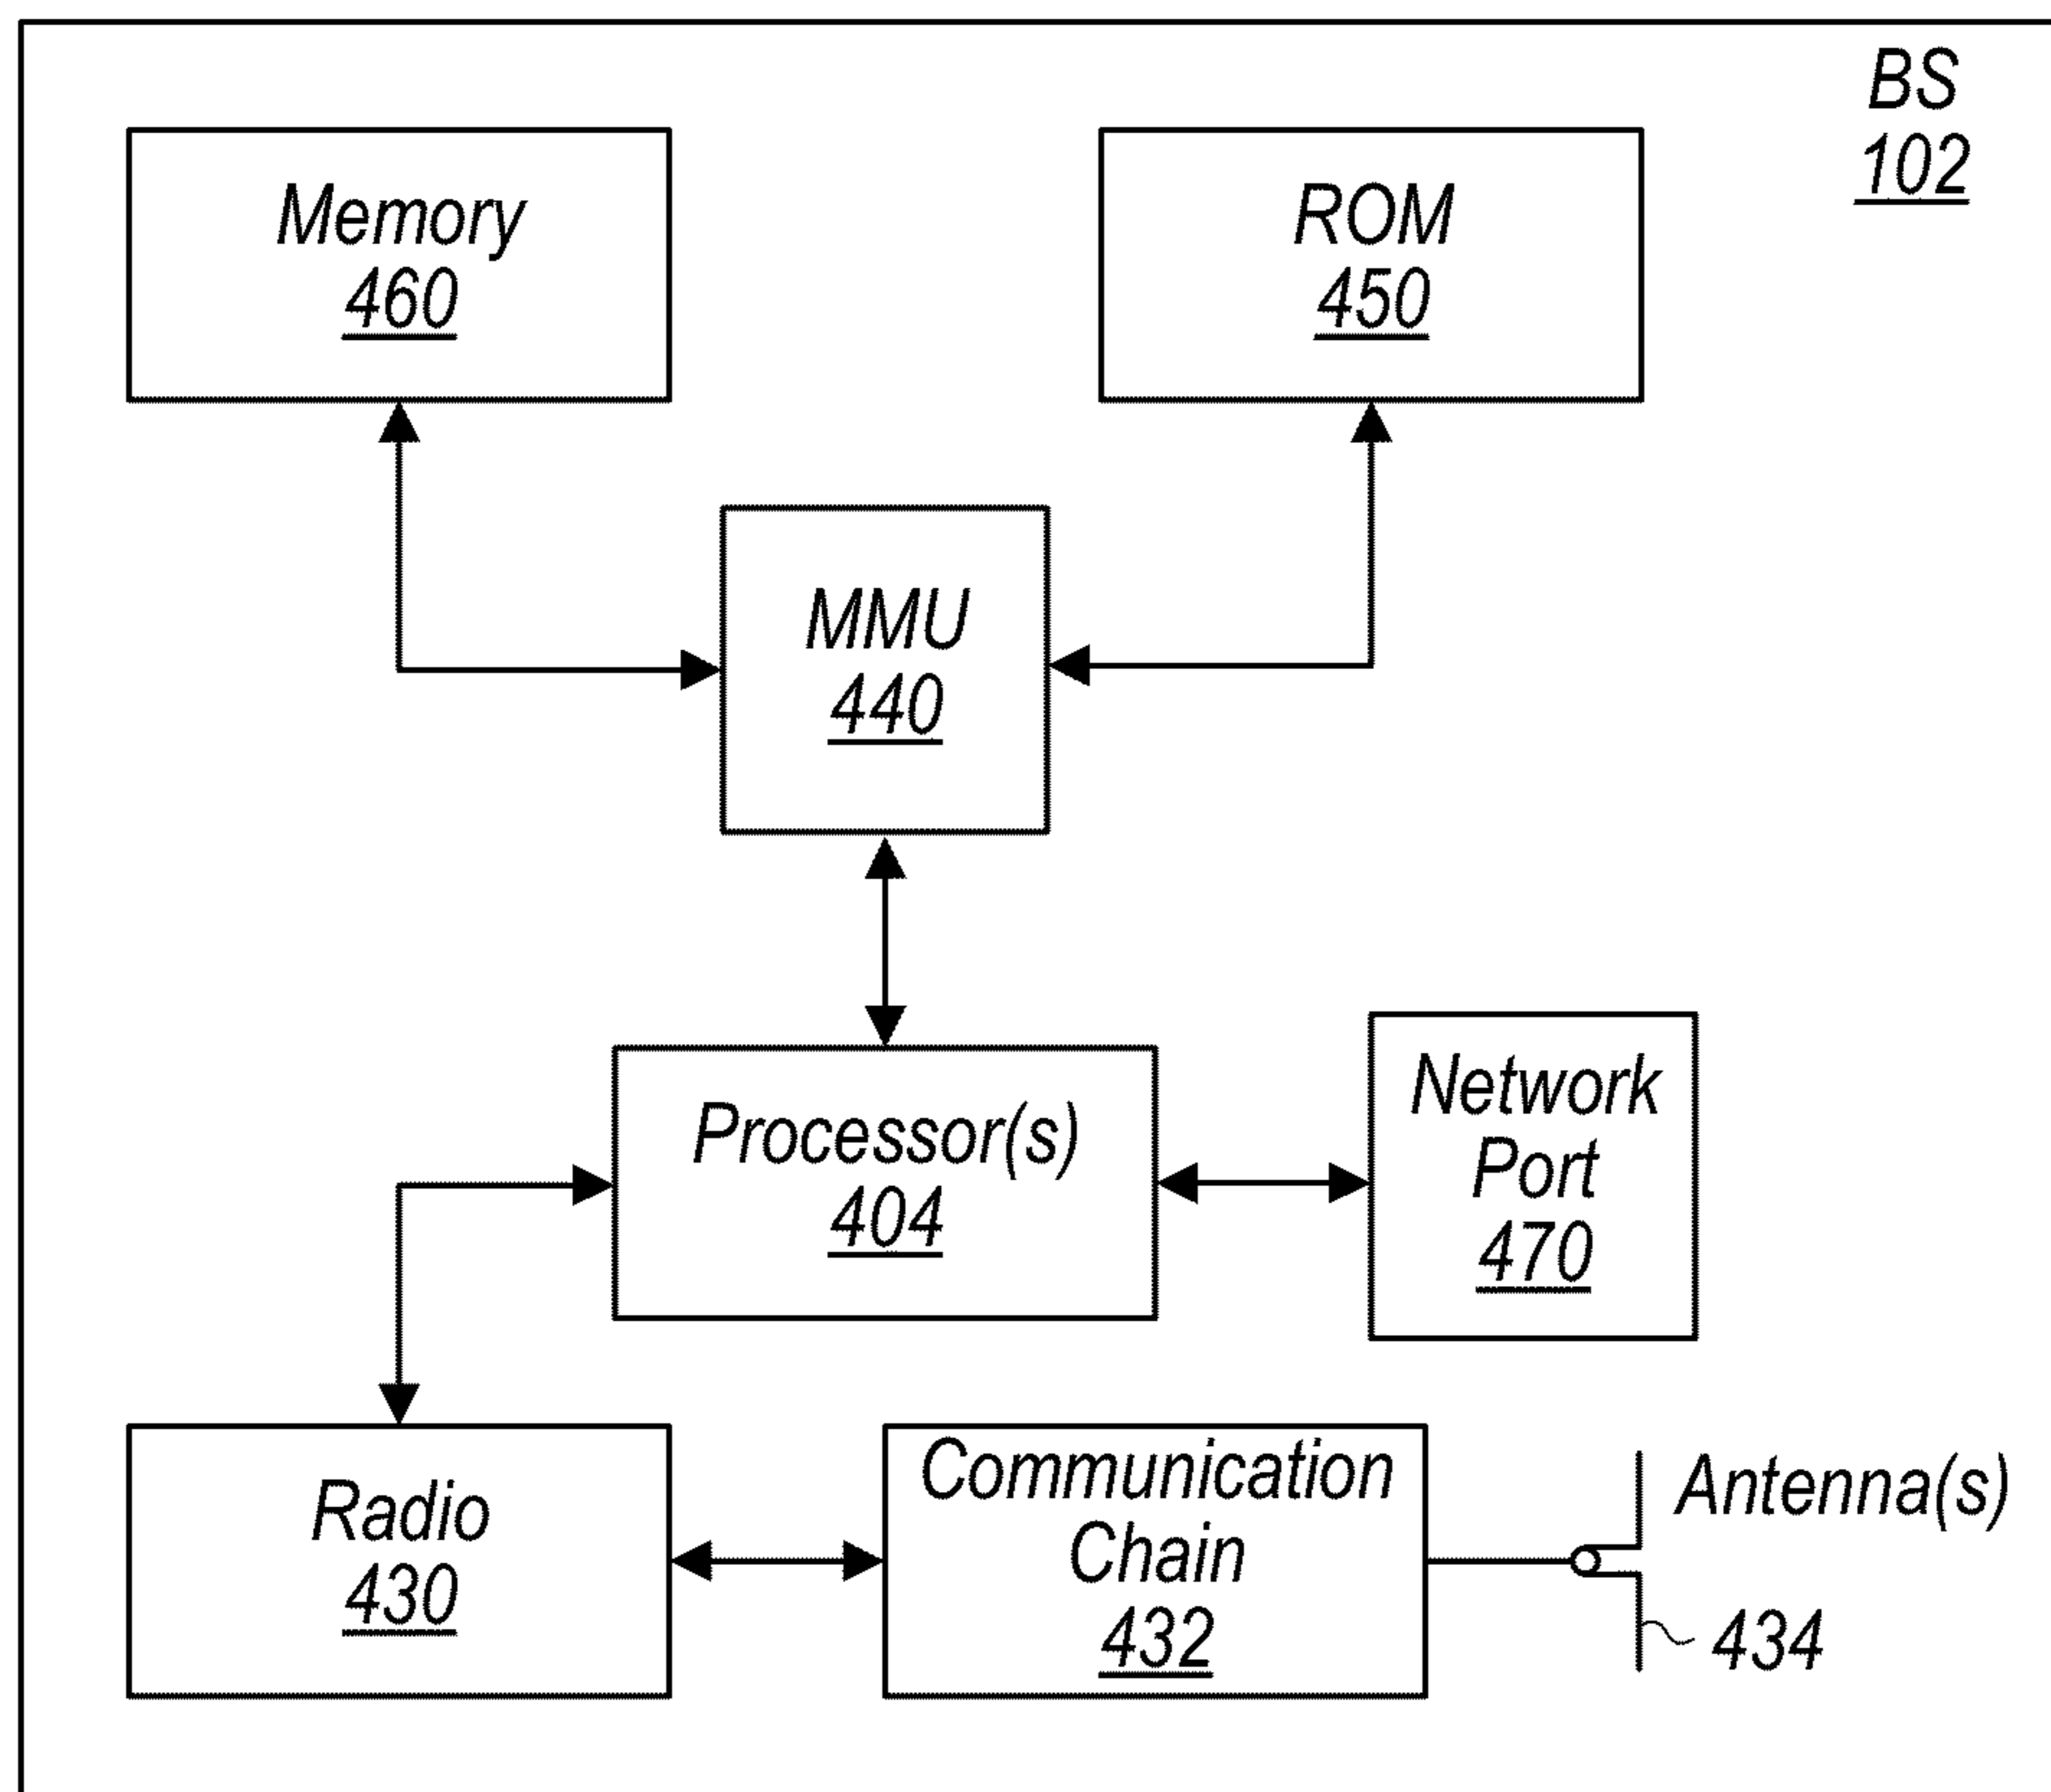 BS
102
Memory
460
ROM
450
MMU
440
Processor(s)
404
Network
Port
470
Radio
430
Communication
Chain
432
Antenna(s)
434